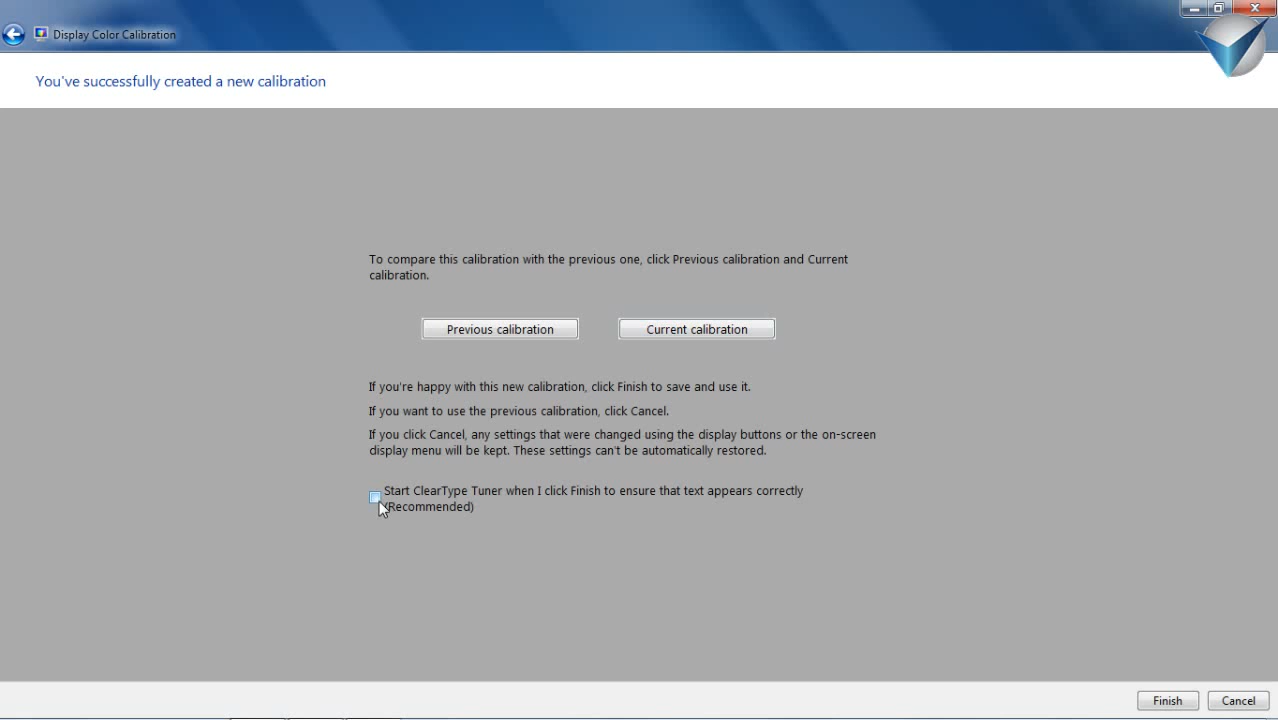 Display Color Calibration
You've successfully created a new calibration
To compare this calibration with the previous one, click Previous calibration and Current
calibration.
Previous calibration
Current calibration
If you're happy with this new calibration, click Finish to save and use it.
If you want to use the previous calibration, click Cancel.
If you click Cancel, any settings that were changed using the display buttons or the on-screen
display menu will be kept. These settings can't be automatically restored.
Start ClearType Tuner when I click Finish to ensure that text appears correctly
(Recommended)
Finish
Cancel